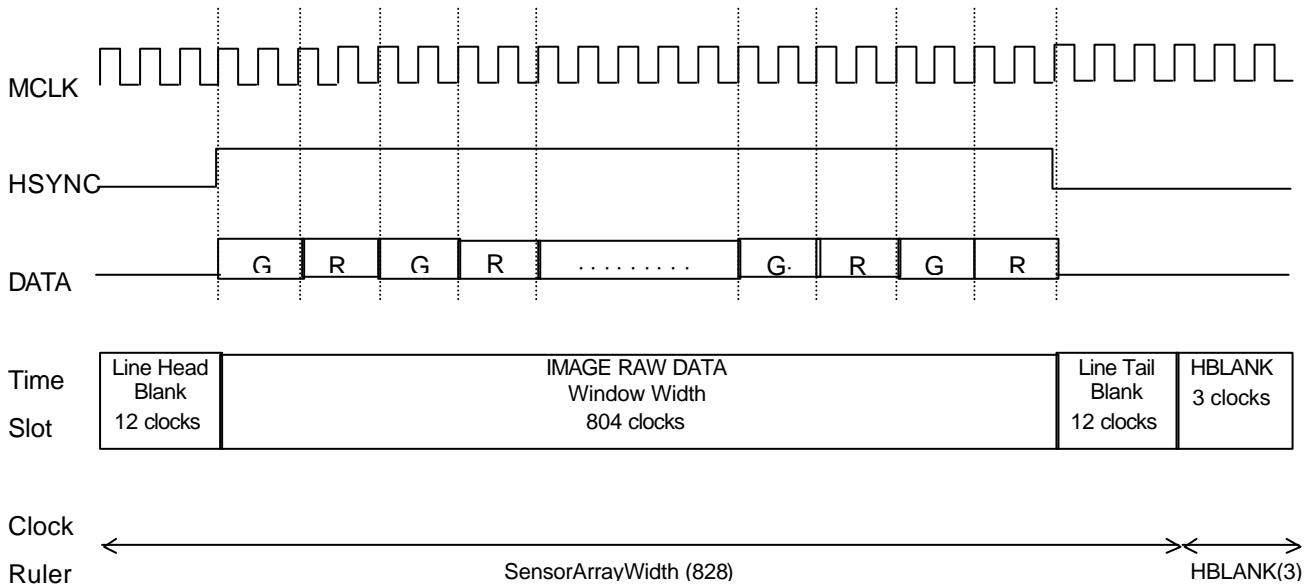 MCLK
HSYNC
DATA
G R G R ......... G. R G R
Time
Slot
Line Head
Blank
12 clocks
IMAGE RAW DATA
Window Width
804 clocks
Line Tail
Blank
12 clocks
HBLANK
3 clocks
Clock
Ruler
SensorArrayWidth (828)
HBLANK(3)